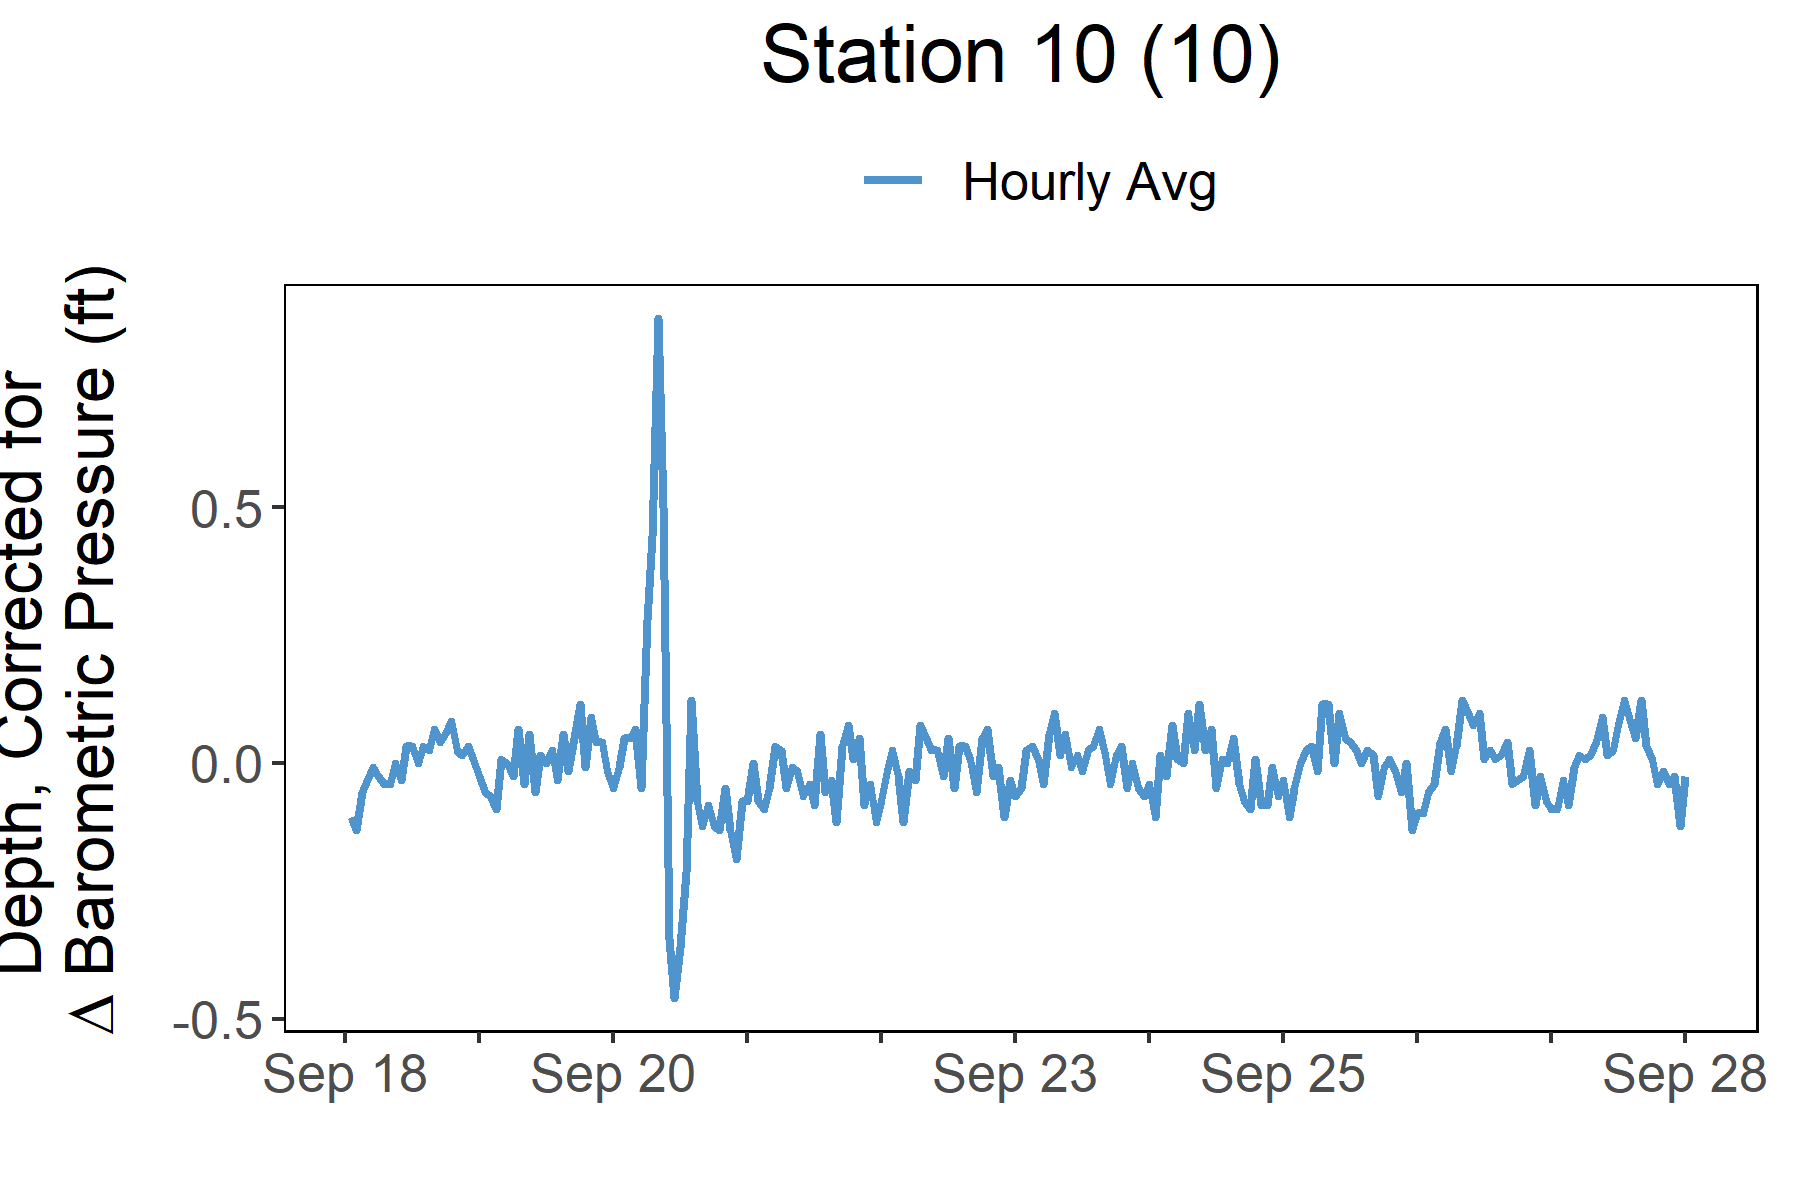 Station 10 (10)
Hourly Avg
Depth, Corrected for
Δ Barometric Pressure (ft)
0.5
0.0
-0.5
Sep 18 Sep 20 Sep 23 Sep 25 Sep 28